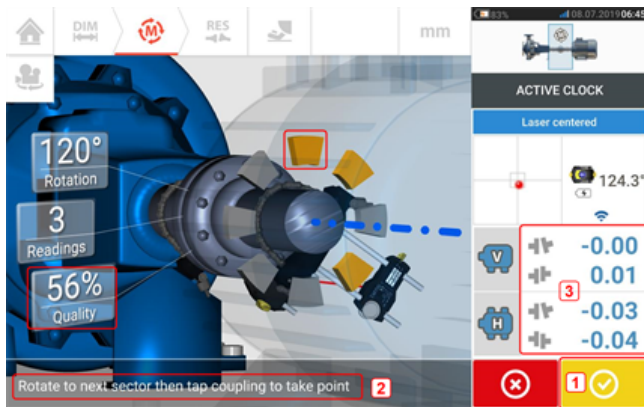 DIM
M
RES
mm
83%
08.07.2019 06:45
ACTIVE CLOCK
Laser centered
124.3°
120°
Rotation
3
Readings
56%
Quality
V
-0.00
0.01
3
H
-0.03
-0.04
Rotate to next sector then tap coupling to take point
2
1